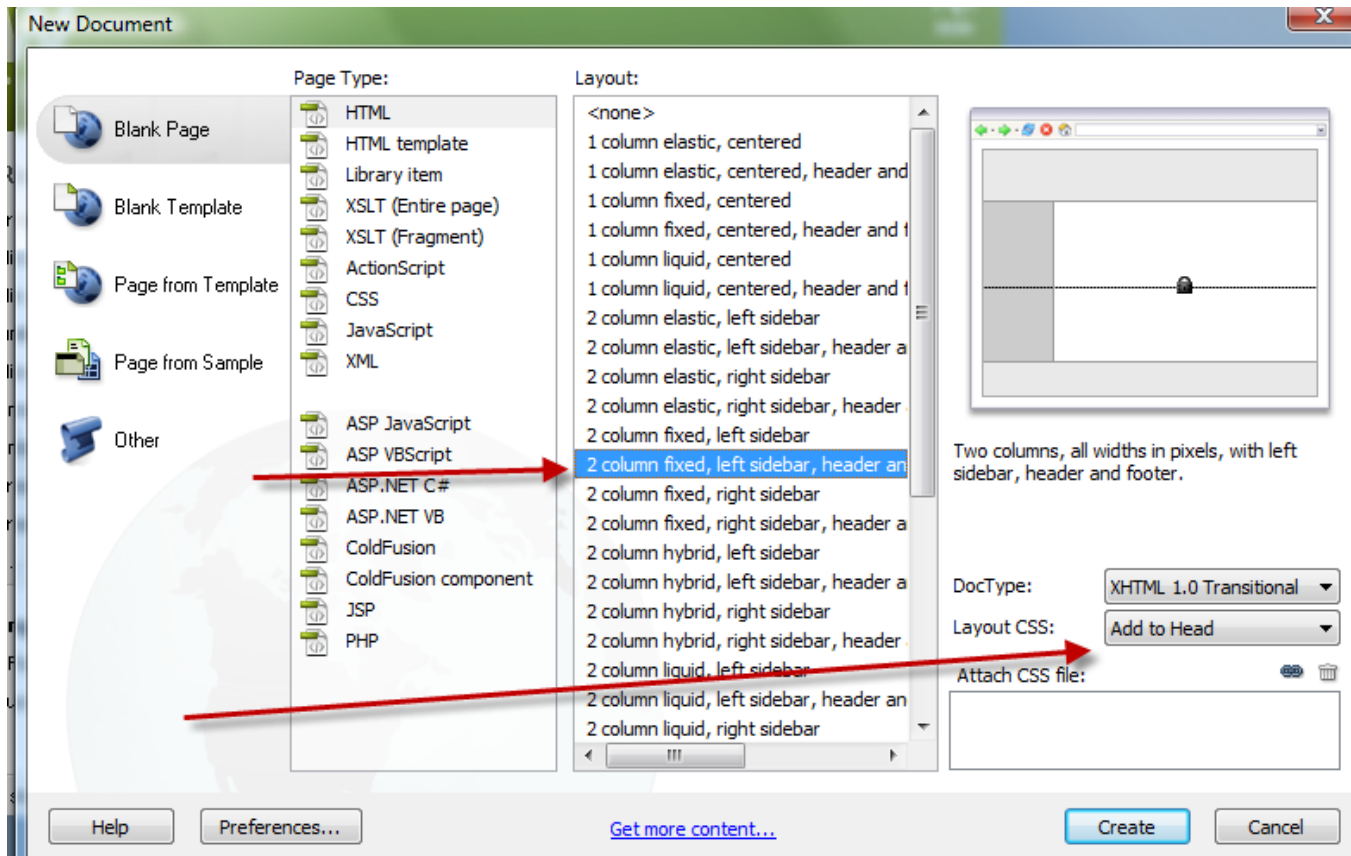 New Document
Blank Page
Blank Template
Page from Template
Page from Sample
Other
Page Type:
HTML
HTML template
Library item
XSLT (Entire page)
XSLT (Fragment)
ActionScript
CSS
JavaScript
XML
ASP JavaScript
ASP VBScript
ASP.NET C#
ASP.NET VB
ColdFusion
ColdFusion component
JSP
PHP
Layout:
<none>
1 column elastic, centered
1 column elastic, centered, header and
1 column fixed, centered
1 column fixed, centered, header and f
1 column liquid, centered
1 column liquid, centered, header and f
2 column elastic, left sidebar
2 column elastic, left sidebar, header a
2 column elastic, right sidebar
2 column elastic, right sidebar, header
2 column fixed, left sidebar
2 column fixed, left sidebar, header an
2 column fixed, right sidebar
2 column fixed, right sidebar, header a
2 column hybrid, left sidebar
2 column hybrid, left sidebar, header a
2 column hybrid, right sidebar
2 column hybrid, right sidebar, header
2 column liquid, left sidebar
2 column liquid, left sidebar, header an
2 column liquid, right sidebar
Two columns, all widths in pixels, with left
sidebar, header and footer.
DocType: XHTML 1.0 Transitional
Layout CSS: Add to Head
Attach CSS file:
Help
Preferences...
Get more content...
Create
Cancel